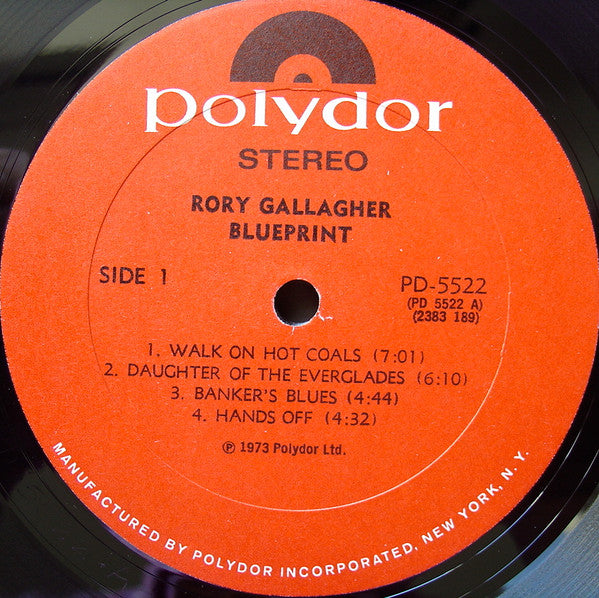 polydor
STEREO
RORY GALLAGHER
BLUEPRINT
SIDE 1
PD-5522
(PD 5522 A)
(2383 189)
1. WALK ON HOT COALS (7:01)
2. DAUGHTER OF THE EVERGLADES (6:10)
3. BANKER'S BLUES (4:44)
4. HANDS OFF (4:32)
℗ 1973 Polydor Ltd.
MANUFACTURED BY POLYDOR INCORPORATED, NEW YORK, N. Y.